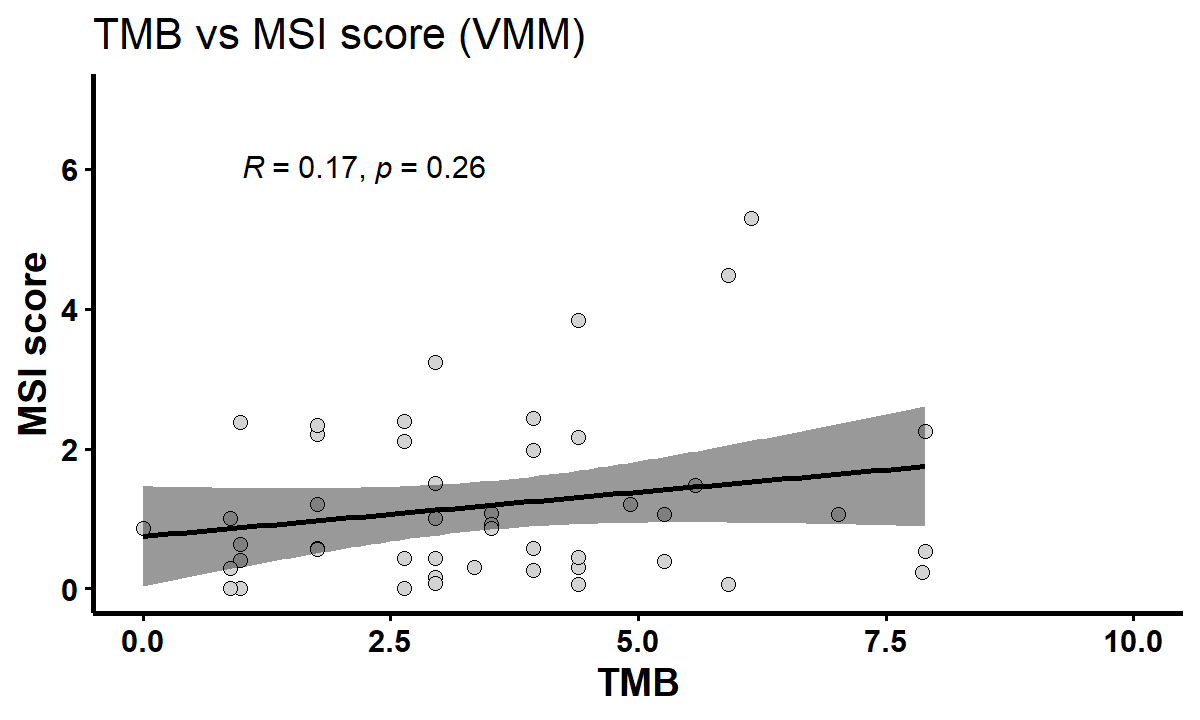 TMB vs MSI score (VMM)
R = 0.17, p = 0.26
MSI score
6
4
2
0
0.0 2.5 5.0 7.5 10.0
TMB